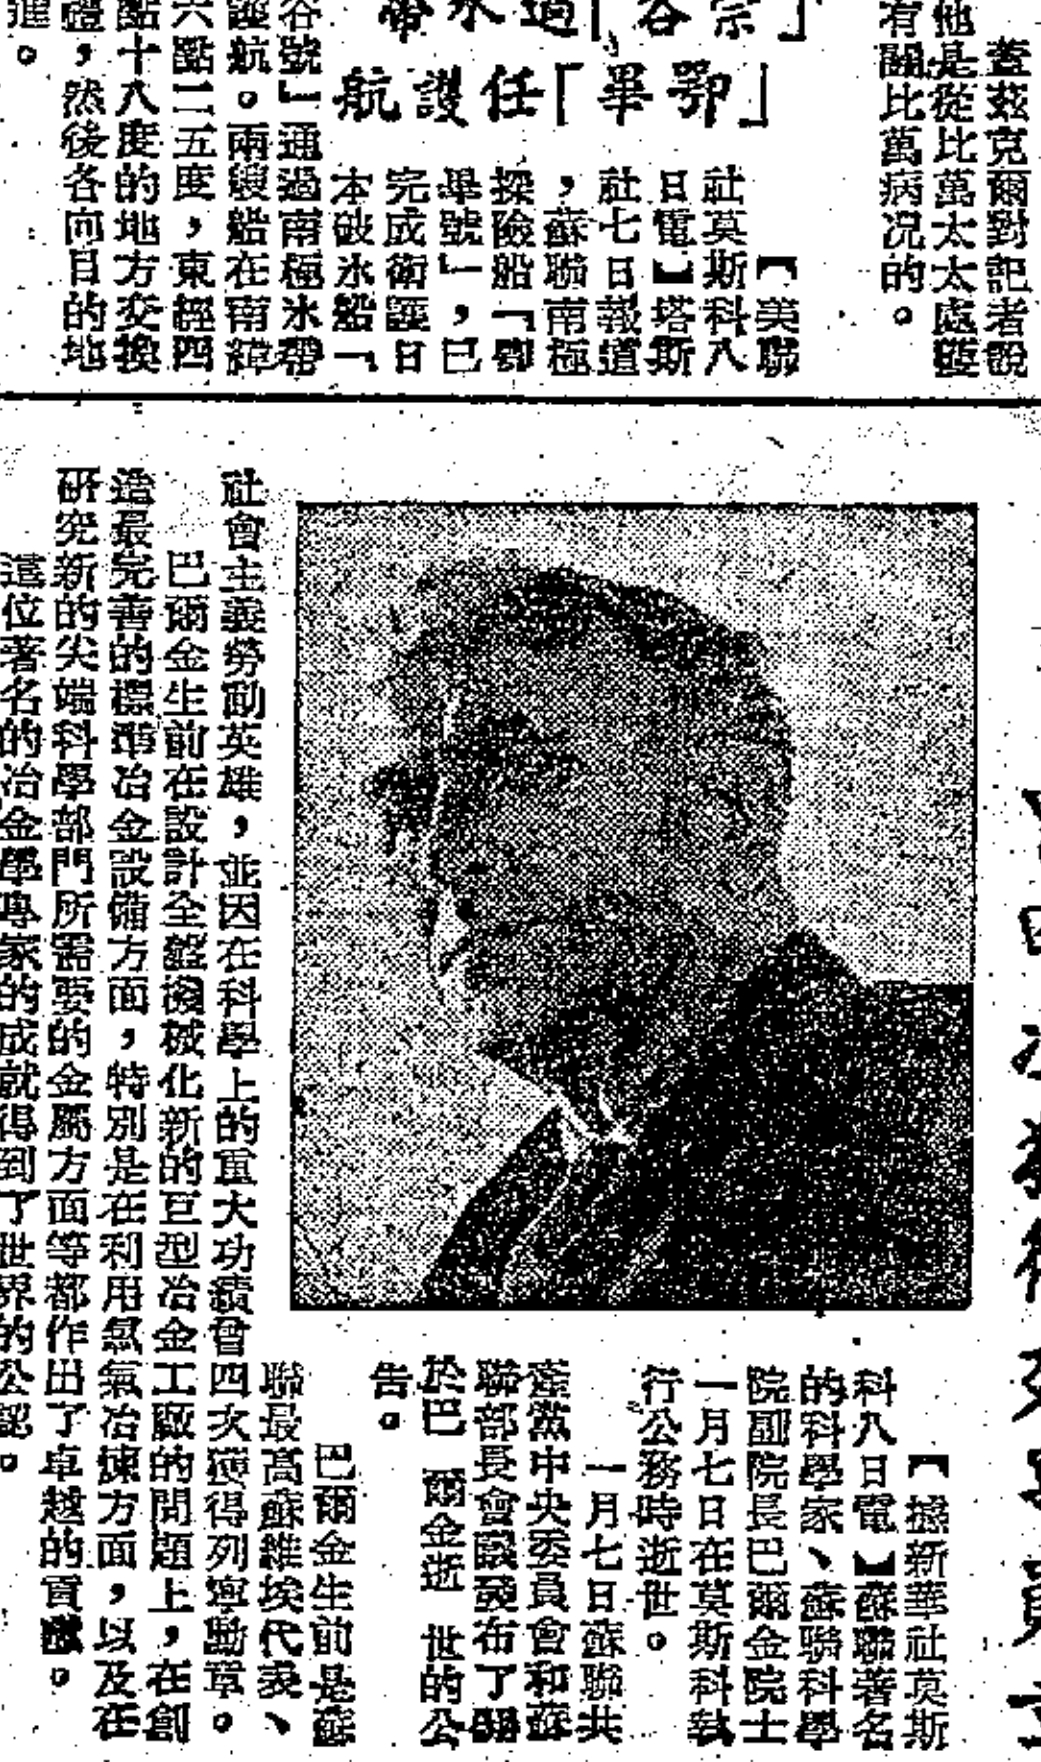 蓋茲克爾對記者說
他是從比萬太太處獲
有關比萬病況的。
「宗谷」過冰帶
「鄂畢」任護航
【美聯
社莫斯科八
日電】塔斯
社七日報道
，蘇聯南極
探險船「鄂
畢號」，已
完成衛護日
本破冰船「
谷號」通過南極冰帶
護航。兩艘船在南緯
六點二五度，東經四
點十八度的地方交換
禮，然後各向目的地
進。
【據新華社莫斯
科八日電】蘇聯著名
的科學家、蘇聯科學
院副院長巴爾金院士
一月七日在莫斯科執
行公務時逝世。
一月七日蘇聯共
產黨中央委員會和蘇
聯部長會議發布了關
於巴爾金逝世的公
告。
巴爾金生前是蘇
聯最高蘇維埃代表、
社會主義勞動英雄，並因在科學上的重大功績曾四次獲得列寧勳章。
巴爾金生前在設計全盤機械化新的巨型冶金工廠的問題上，在創
造最完善的標準冶金設備方面，特別是在利用氧氣冶煉方面，以及在
研究新的尖端科學部門所需要的金屬方面等都作出了卓越的貢獻。
這位著名的冶金學專家的成就得到了世界的公認。